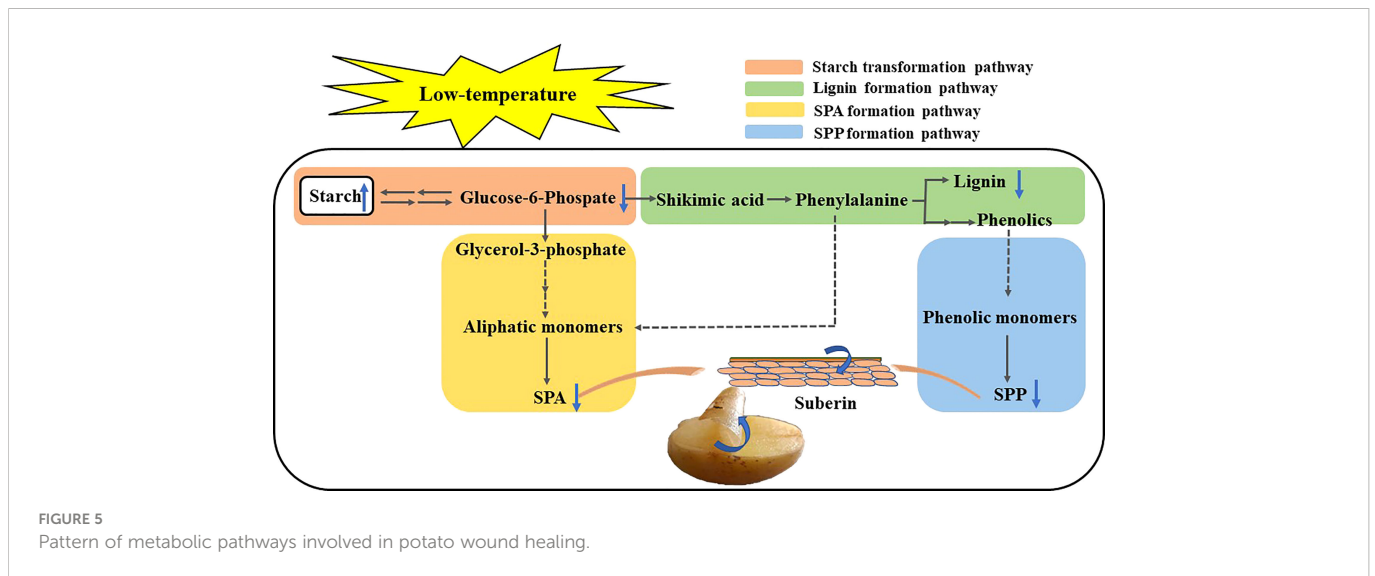 Low-temperature
Starch transformation pathway
Lignin formation pathway
SPA formation pathway
SPP formation pathway
Starch
Glucose-6-Phospate
Shikimic acid
Phenylalanine
Lignin
Phenolics
Glycerol-3-phosphate
Aliphatic monomers
Phenolic monomers
SPA
Suberin
SPP
FIGURE 5
Pattern of metabolic pathways involved in potato wound healing.